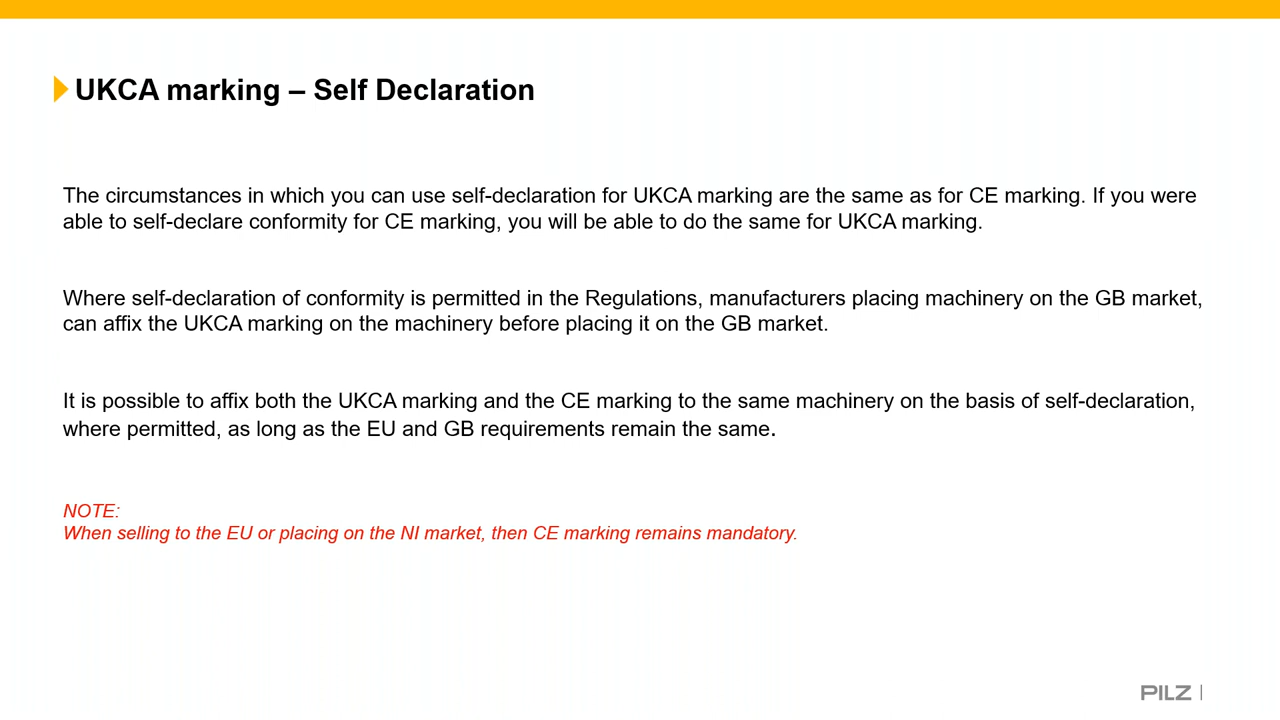 UKCA marking – Self Declaration
The circumstances in which you can use self-declaration for UKCA marking are the same as for CE marking. If you were
able to self-declare conformity for CE marking, you will be able to do the same for UKCA marking.
Where self-declaration of conformity is permitted in the Regulations, manufacturers placing machinery on the GB market,
can affix the UKCA marking on the machinery before placing it on the GB market.
It is possible to affix both the UKCA marking and the CE marking to the same machinery on the basis of self-declaration,
where permitted, as long as the EU and GB requirements remain the same.
NOTE:
When selling to the EU or placing on the NI market, then CE marking remains mandatory.
PILZ |